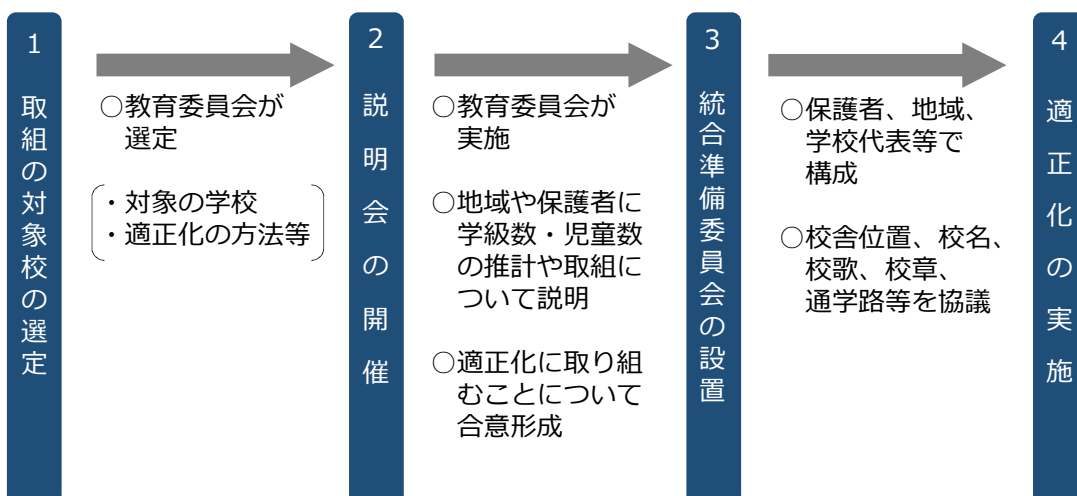 1
取組の対象校の選定
○教育委員会が
選定
・対象の学校
・適正化の方法等
2
説明会の開催
○教育委員会が
実施
○地域や保護者に
学級数・児童数
の推計や取組に
ついて説明
○適正化に取り組
むことについて
合意形成
3
統合準備委員会の設置
○保護者、地域、
学校代表等で
構成
○校舎位置、校名、
校歌、校章、
通学路等を協議
4
適正化の実施